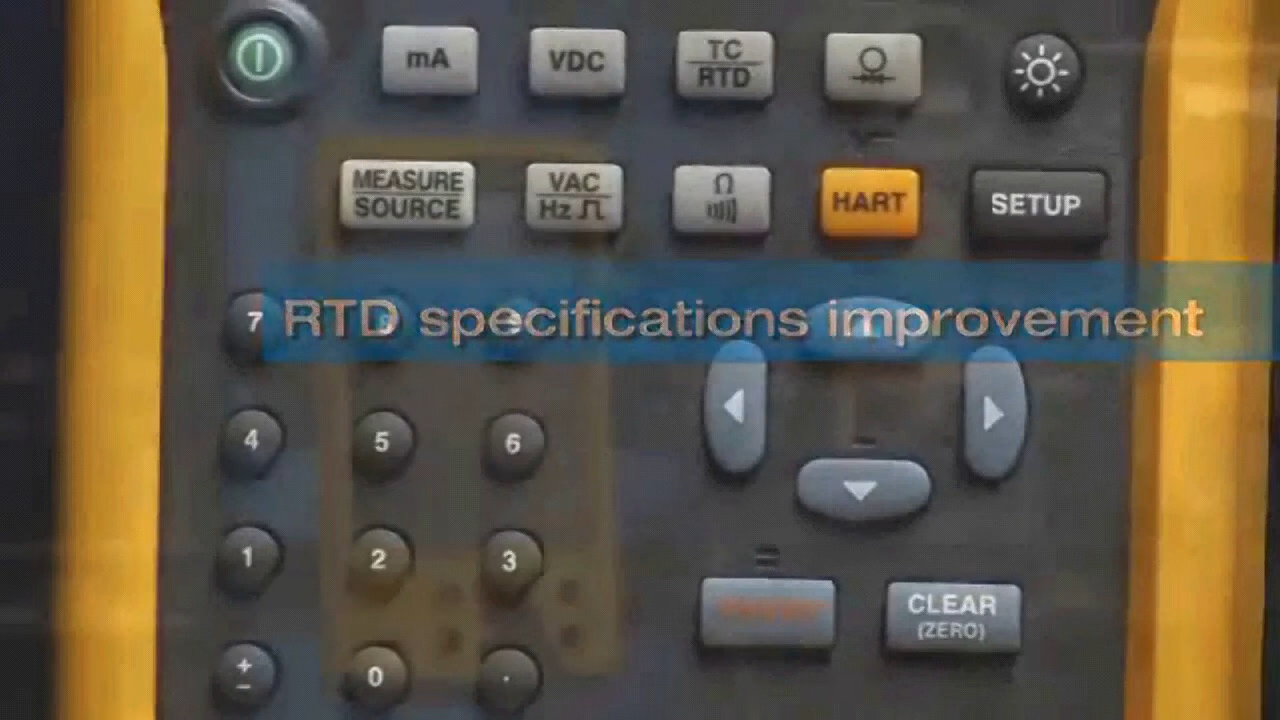 mA VDC TC
RTD
MEASURE
SOURCE
VAC
Hz
Ω
HART
SETUP
7
RTD specifications improvement
4 5 6
1 2 3
CLEAR
(ZERO)
+
− 0 .